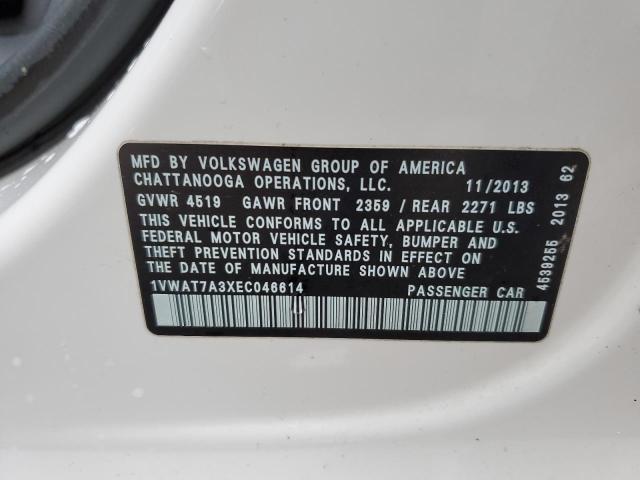 MFD BY VOLKSWAGEN GROUP OF AMERICA
CHATTANOOGA OPERATIONS, LLC. 11/2013
GVWR 4519 GAWR FRONT 2359 / REAR 2271 LBS
THIS VEHICLE CONFORMS TO ALL APPLICABLE U.S.
FEDERAL MOTOR VEHICLE SAFETY, BUMPER AND
THEFT PREVENTION STANDARDS IN EFFECT ON
THE DATE OF MANUFACTURE SHOWN ABOVE
1VWAT7A3XEC046614 PASSENGER CAR
4539255 2013 62